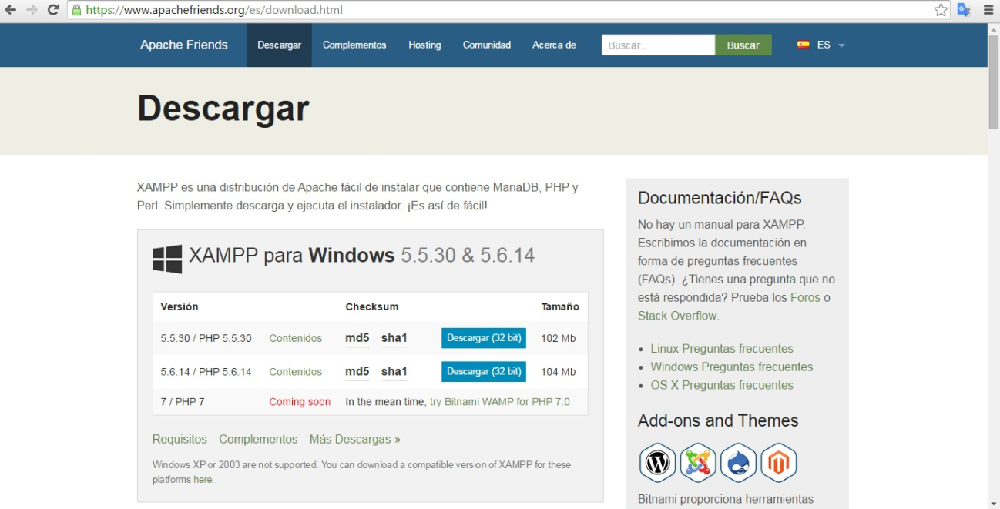 https://www.apachefriends.org/es/download.html
Apache Friends Descargar Complementos Hosting Comunidad Acerca de Buscar.. Buscar ES
Descargar
XAMPP es una distribución de Apache fácil de instalar que contiene MariaDB, PHP y
Perl. Simplemente descarga y ejecuta el instalador. ¡Es así de fácil!
XAMPP para Windows 5.5.30 & 5.6.14
Versión Checksum Tamaño
5.5.30 / PHP 5.5.30 Contenidos md5 sha1 Descargar (32 bit) 102 Mb
5.6.14 / PHP 5.6.14 Contenidos md5 sha1 Descargar (32 bit) 104 Mb
7 / PHP 7 Coming soon In the mean time, try Bitnami WAMP for PHP 7.0
Requisitos Complementos Más Descargas »
Windows XP or 2003 are not supported. You can download a compatible version of XAMPP for these
platforms here.
Documentación/FAQs
No hay un manual para XAMPP.
Escribimos la documentación en
forma de preguntas frecuentes
(FAQs). ¿Tienes una pregunta que no
está respondida? Prueba los Foros o
Stack Overflow.
• Linux Preguntas frecuentes
• Windows Preguntas frecuentes
• OS X Preguntas frecuentes
Add-ons and Themes
Bitnami proporciona herramientas